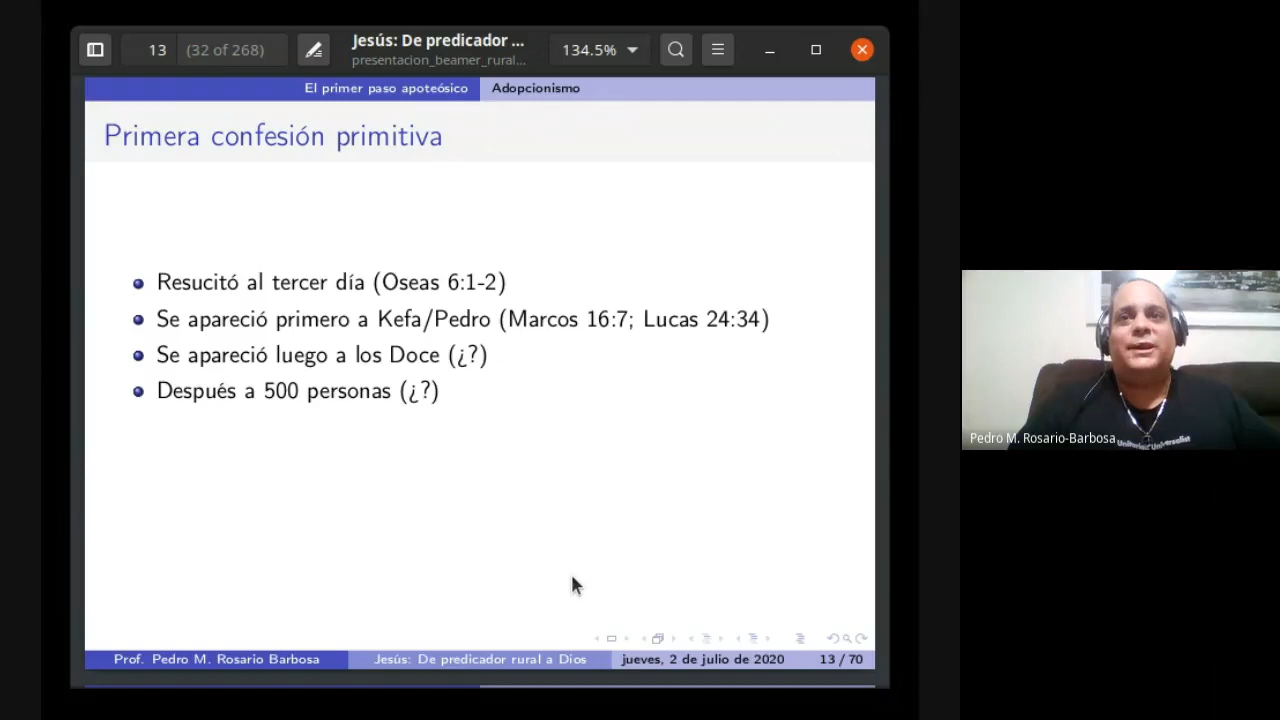 13 (32 of 268)
Jesús: De predicador ...
presentacion_beamer_rural...
134.5%
El primer paso apoteósico Adopcionismo
Primera confesión primitiva
Resucitó al tercer día (Oseas 6:1-2)
Se apareció primero a Kefa/Pedro (Marcos 16:7; Lucas 24:34)
Se apareció luego a los Doce (¿?)
Después a 500 personas (¿?)
Prof. Pedro M. Rosario Barbosa Jesús: De predicador rural a Dios jueves, 2 de julio de 2020 13 / 70
Pedro M. Rosario-Barbosa
Unitarian Universalist